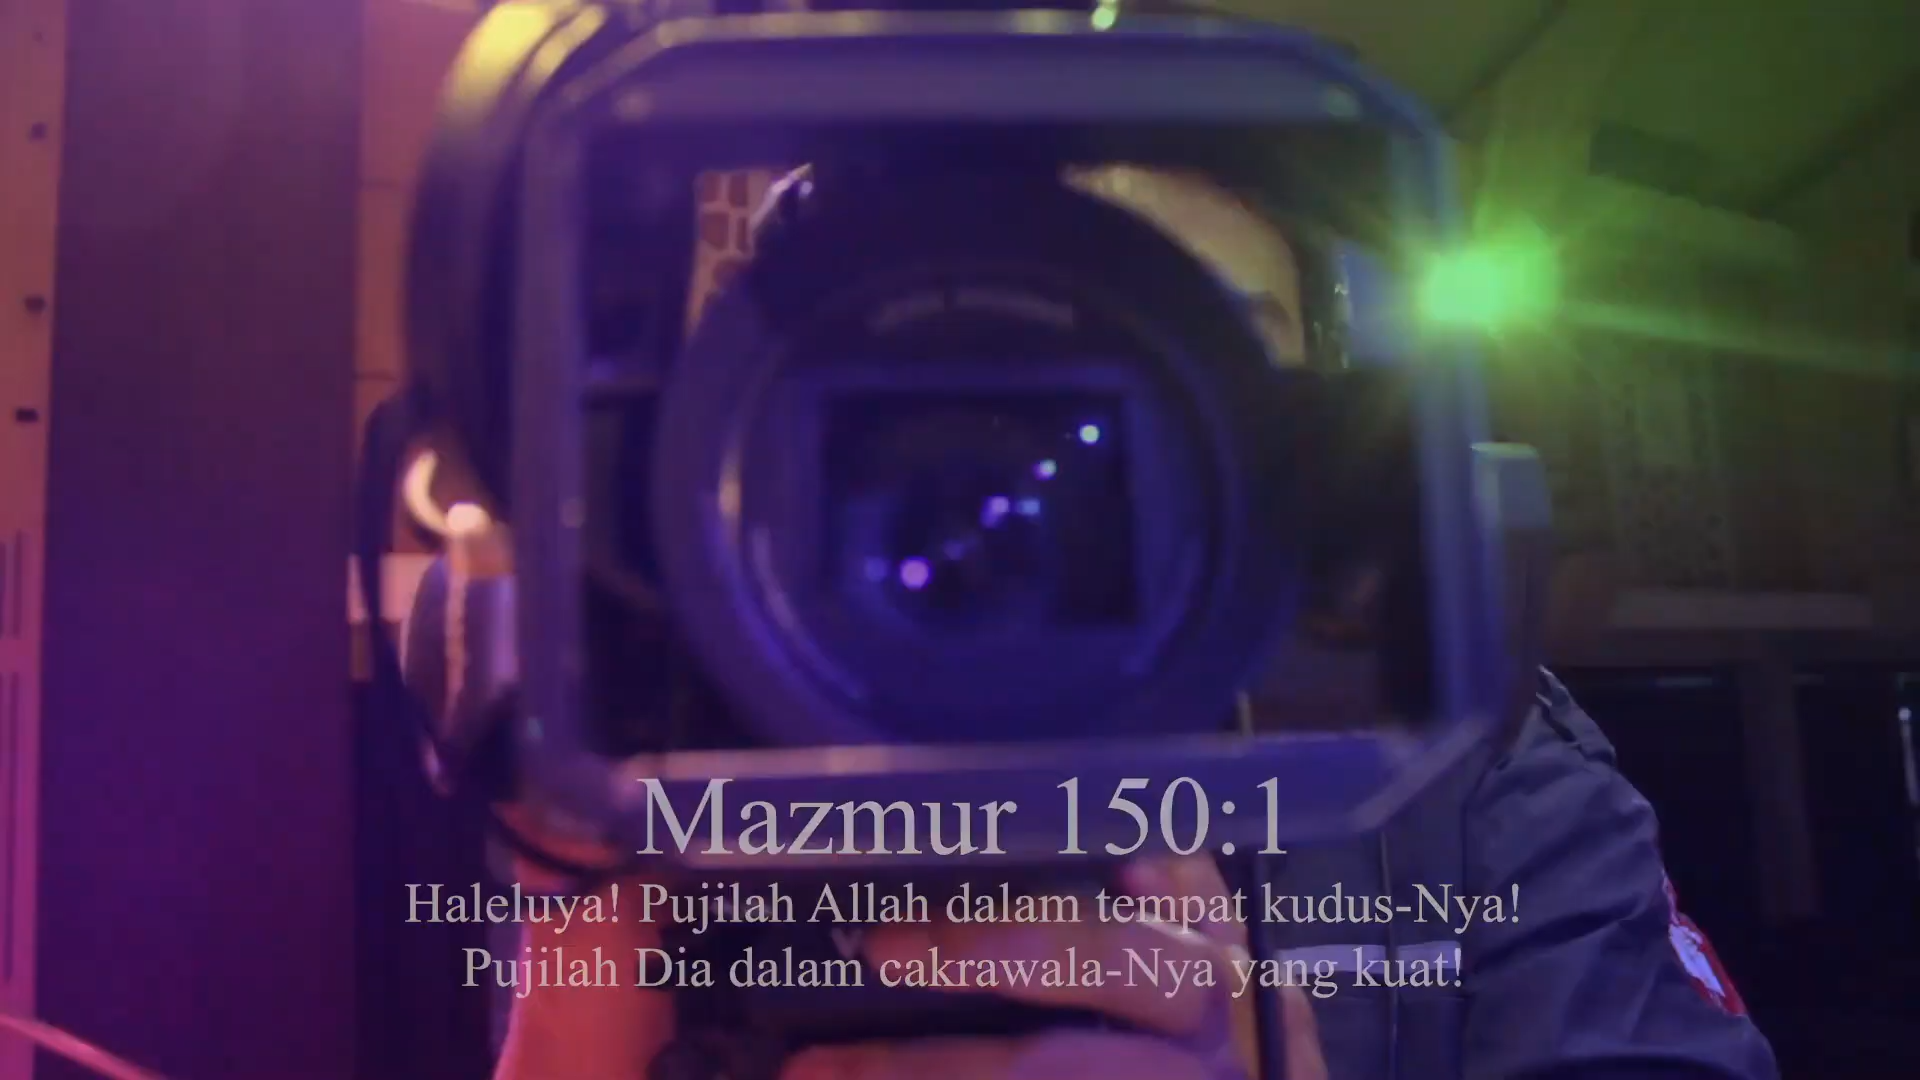 Mazmur 150:1
Haleluya! Pujilah Allah dalam tempat kudus-Nya!
Pujilah Dia dalam cakrawala-Nya yang kuat!